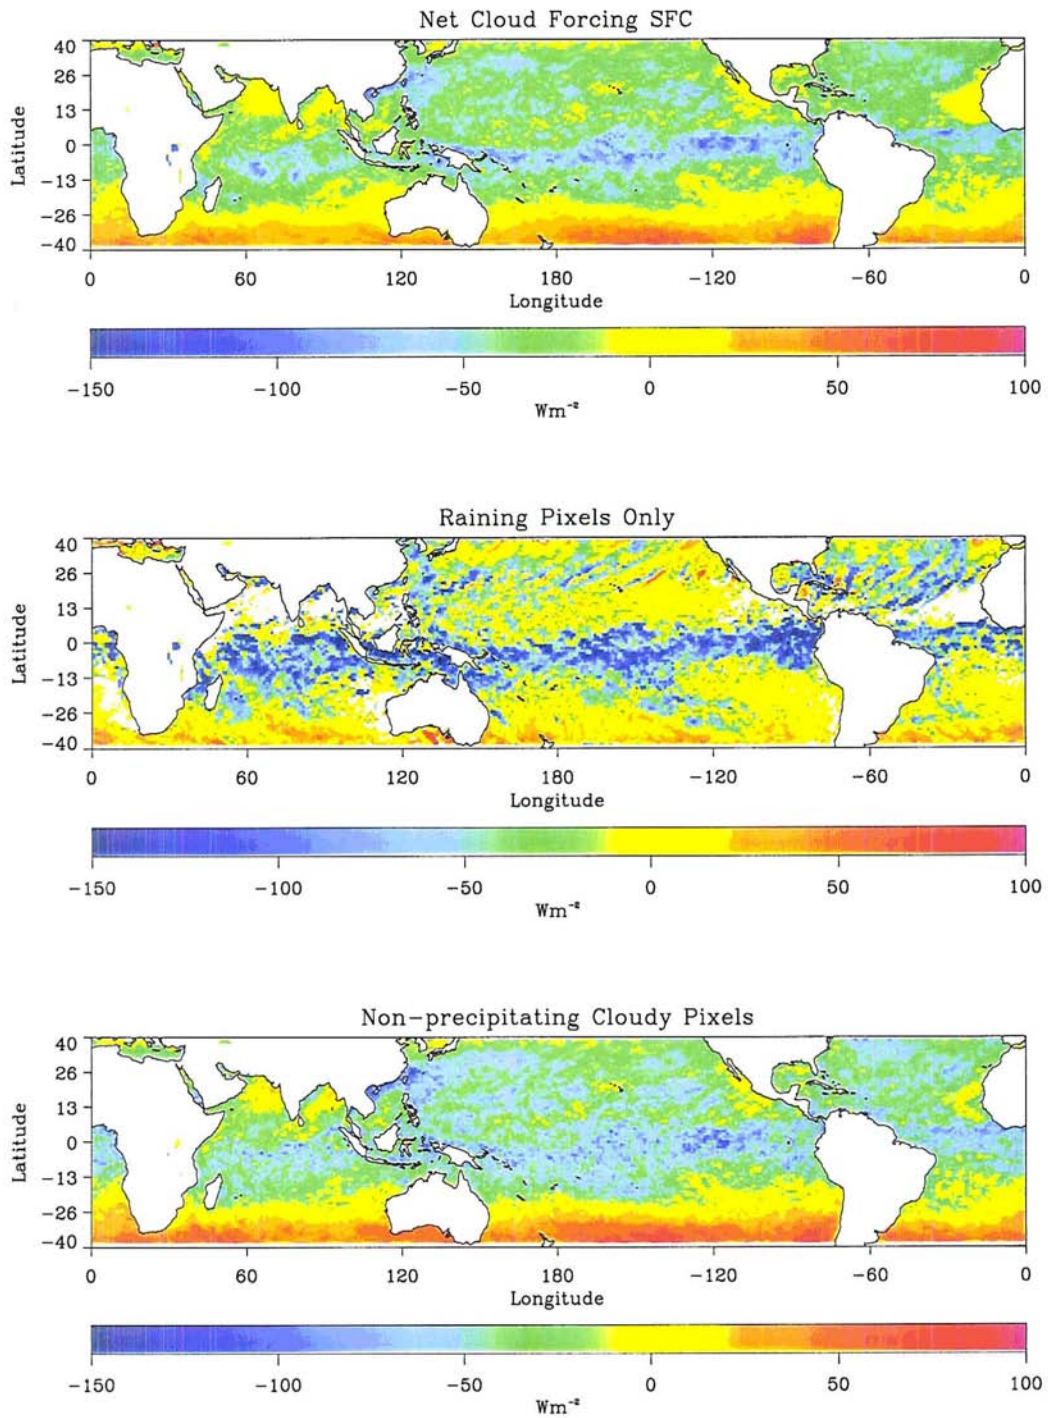 Net Cloud Forcing SFC
40
26
13
0
−13
−26
−40
Latitude
0 60 120 180 −120 −60 0
Longitude
−150 −100 −50 0 50 100
Wm⁻²
Raining Pixels Only
40
26
13
0
−13
−26
−40
Latitude
0 60 120 180 −120 −60 0
Longitude
−150 −100 −50 0 50 100
Wm⁻²
Non−precipitating Cloudy Pixels
40
26
13
0
−13
−26
−40
Latitude
0 60 120 180 −120 −60 0
Longitude
−150 −100 −50 0 50 100
Wm⁻²